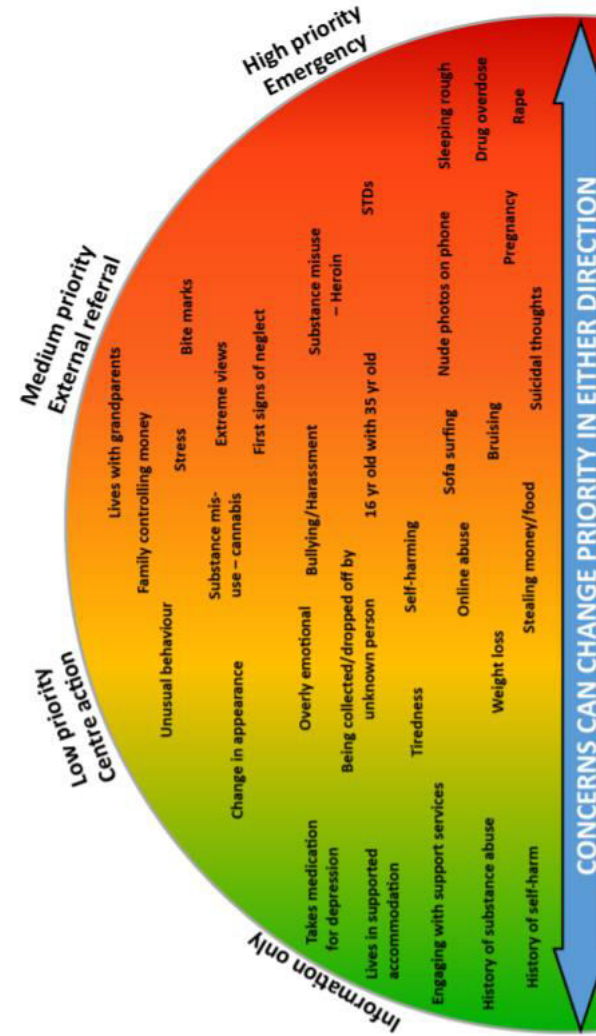 Information only
Low priority
Centre action
Medium priority
External referral
High priority
Emergency
Lives with grandparents
Family controlling money
Unusual behaviour
Stress
Bite marks
Substance mis-
use – cannabis
Extreme views
Change in appearance
First signs of neglect
Takes medication
for depression
Overly emotional
Bullying/Harassment
Substance misuse
– Heroin
Being collected/dropped off by
unknown person
Lives in supported
accommodation
16 yr old with 35 yr old
STDs
Tiredness
Self-harming
Engaging with support services
Sofa surfing
Nude photos on phone
Sleeping rough
Online abuse
History of substance abuse
Weight loss
Bruising
Drug overdose
Pregnancy
Rape
History of self-harm
Stealing money/food
Suicidal thoughts
CONCERNS CAN CHANGE PRIORITY IN EITHER DIRECTION